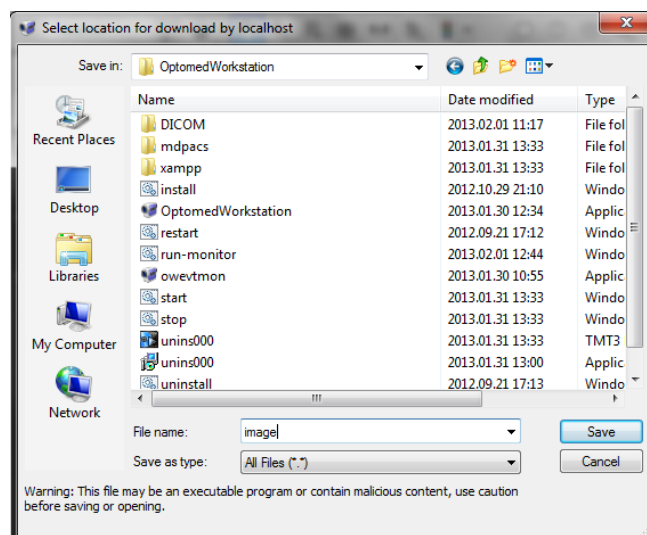 Select location for download by localhost
Save in: OptomedWorkstation
Recent Places
Desktop
Libraries
My Computer
Network
Name Date modified Type
DICOM 2013.02.01 11:17 File fol
mdpacs 2013.01.31 13:33 File fol
xampp 2013.01.31 13:33 File fol
install 2012.10.29 21:10 Windo
OptomedWorkstation 2013.01.30 12:34 Applic
restart 2012.09.21 17:12 Windo
run-monitor 2013.02.01 12:44 Windo
owevtmon 2013.01.30 10:55 Applic
start 2013.01.31 13:33 Windo
stop 2013.01.31 13:33 Windo
unins000 2013.01.31 13:33 TMT3
unins000 2013.01.31 13:00 Applic
uninstall 2012.09.21 17:13 Windo
File name: image Save
Save as type: All Files (*.*) Cancel
Warning: This file may be an executable program or contain malicious content, use caution
before saving or opening.